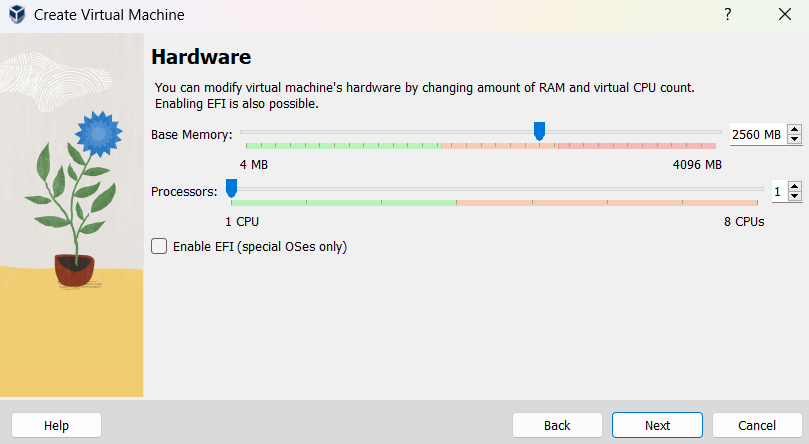 Create Virtual Machine
?
Hardware
You can modify virtual machine's hardware by changing amount of RAM and virtual CPU count.
Enabling EFI is also possible.
Base Memory:
2560 MB
4 MB
4096 MB
Processors:
1
1 CPU
8 CPUs
Enable EFI (special OSes only)
Help
Back
Next
Cancel